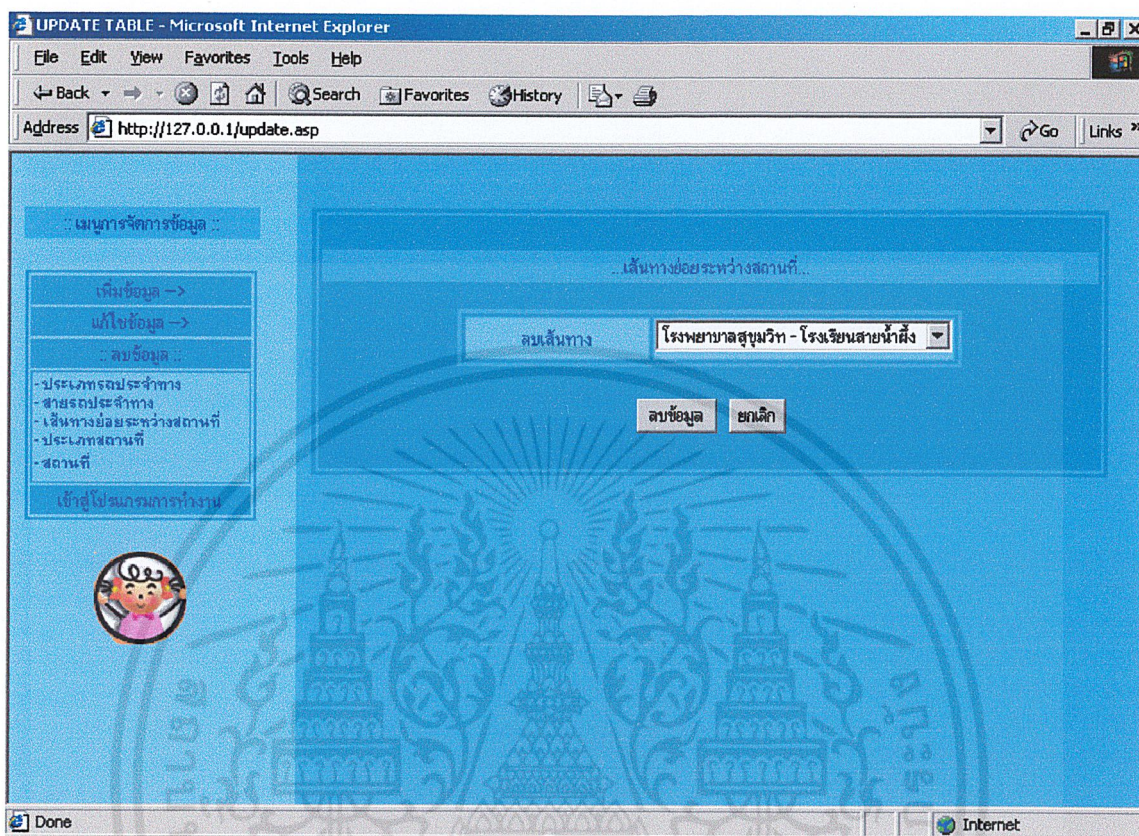 UPDATE TABLE - Microsoft Internet Explorer
File Edit View Favorites Tools Help
Back Search Favorites History
Address http://127.0.0.1/update.asp Go Links »
:: เมนูการจัดการข้อมูล ::
เพิ่มข้อมูล -->
แก้ไขข้อมูล -->
:: ลบข้อมูล ::
- ประเภทรถประจำทาง
- สายรถประจำทาง
- เส้นทางย่อยระหว่างสถานที่
- ประเภทสถานที่
- สถานที่
เข้าสู่โปรแกรมการทำงาน
...เส้นทางย่อยระหว่างสถานที่...
ลบเส้นทาง โรงพยาบาลสุขุมวิท - โรงเรียนสายน้ำผึ้ง
ลบข้อมูล ยกเลิก
Done Internet